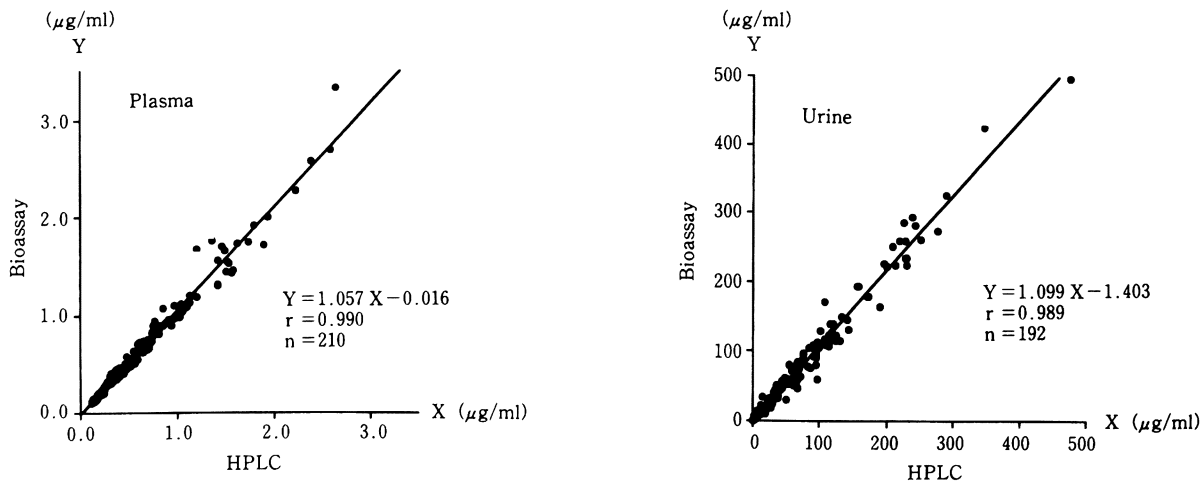 (μg/ml)
Y
Plasma
3.0
2.0
1.0
0.0
Bioassay
Y=1.057 X−0.016
r=0.990
n=210
0.0 1.0 2.0 3.0
X (μg/ml)
HPLC
(μg/ml)
Y
500
Urine
400
300
200
100
0
Bioassay
Y=1.099 X−1.403
r=0.989
n=192
0 100 200 300 400 500
X (μg/ml)
HPLC